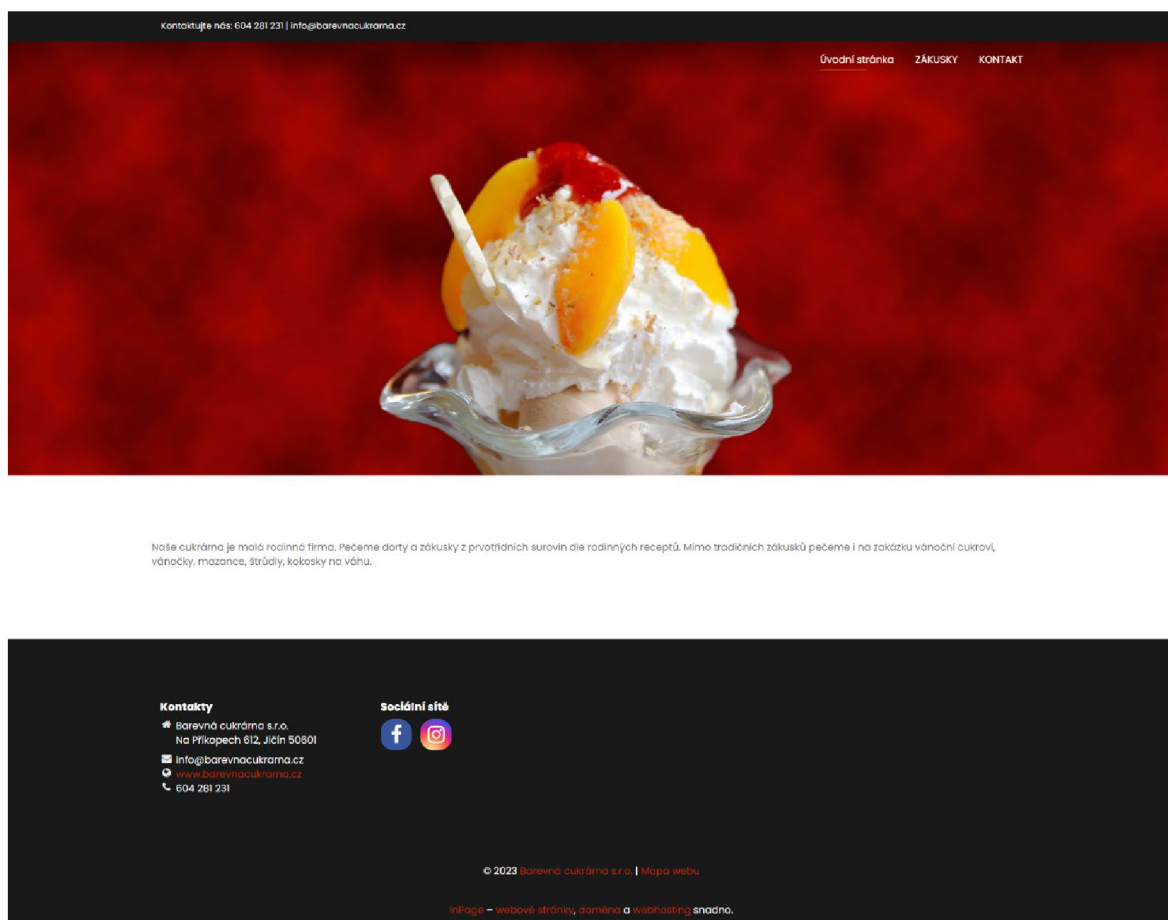 Kontaktujte nás: 604 281 231 | info@barevnacukrarna.cz
Úvodní stránka ZÁKUSKY KONTAKT
Naše cukrárna je malá rodinná firma. Pečeme dorty a zákusky z prvotřídních surovin dle rodinných receptů. Mimo tradičních zákusků pečeme i na zakázku vánoční cukroví,
vánočky, mazance, štrůdly, kokosky na váhu.
Kontakty
Barevná cukrárna s.r.o.
Na Příkopech 612, Jičín 50601
info@barevnacukrarna.cz
www.barevnacukrarna.cz
604 281 231
Sociální sítě
© 2023 Barevná cukrárna s.r.o. | Mapa webu
inPage – webové stránky, doména a webhosting snadno.